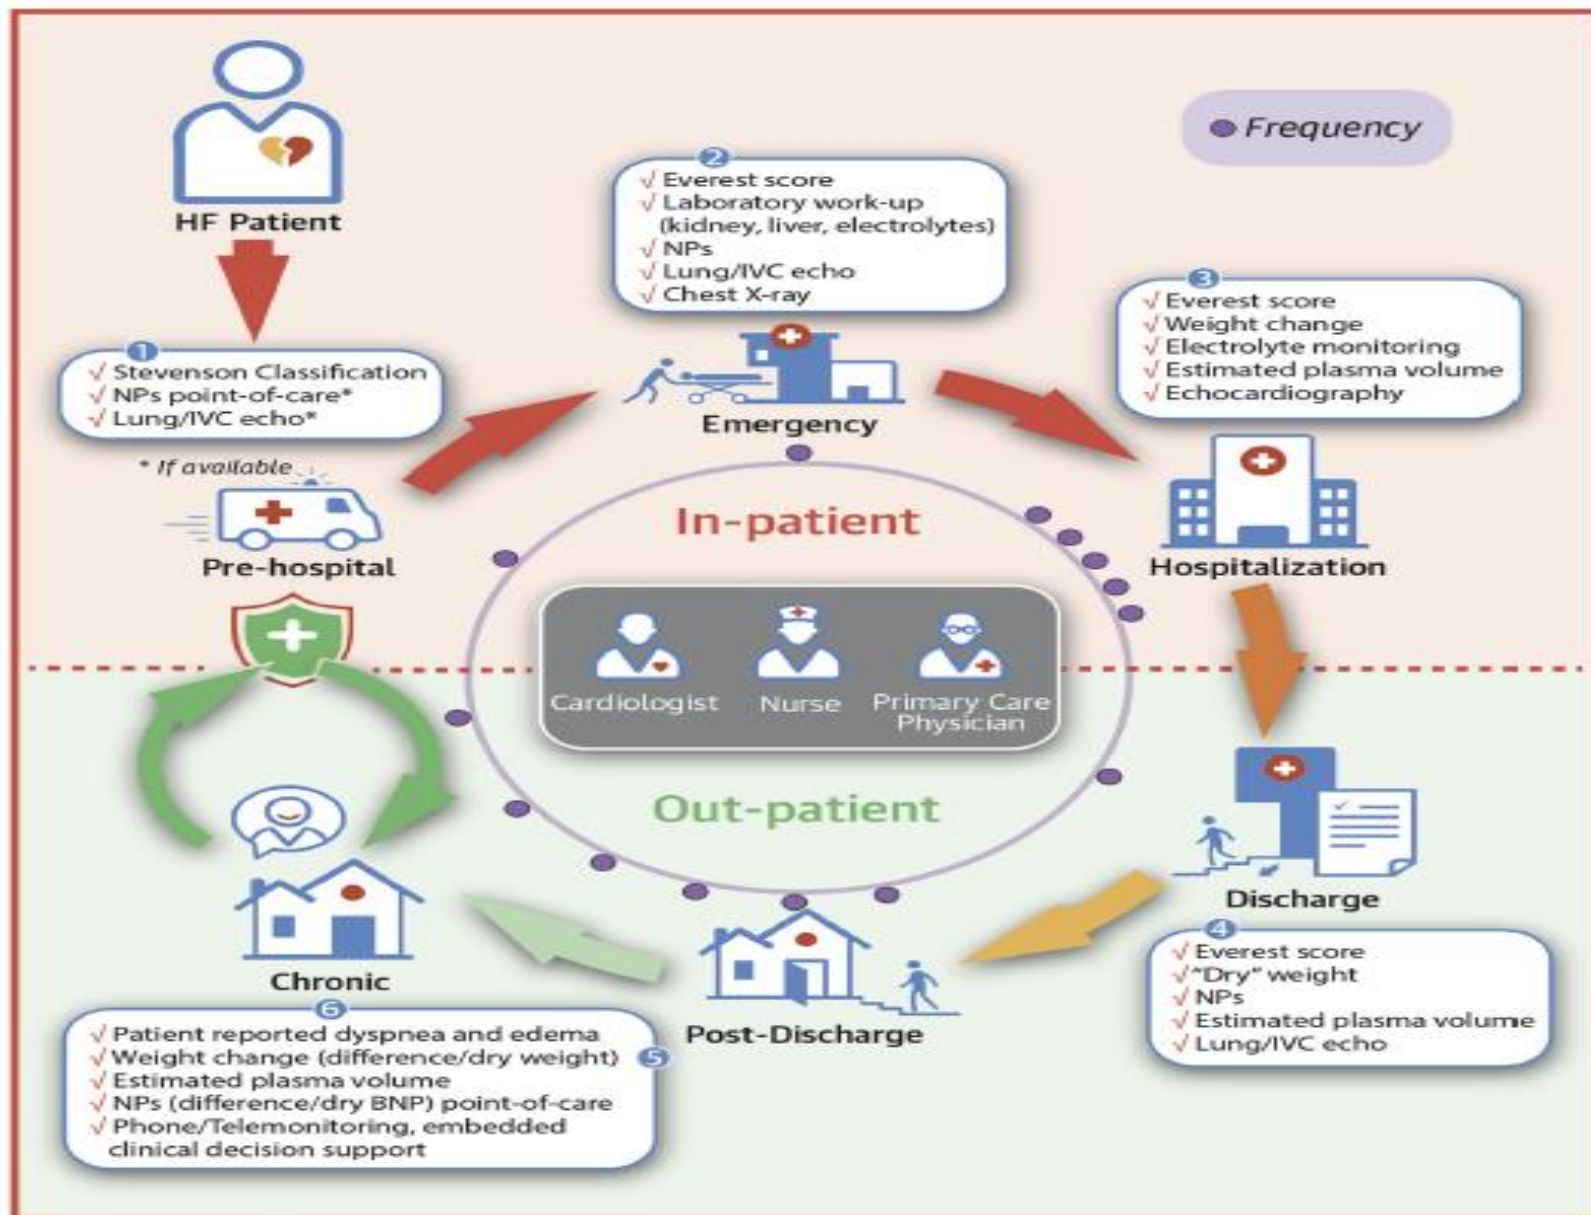 HF Patient
Frequency
1
√ Stevenson Classification
√ NPs point-of-care*
√ Lung/IVC echo*
* If available
Pre-hospital
2
√ Everest score
√ Laboratory work-up
(kidney, liver, electrolytes)
√ NPs
√ Lung/IVC echo
√ Chest X-ray
Emergency
3
√ Everest score
√ Weight change
√ Electrolyte monitoring
√ Estimated plasma volume
√ Echocardiography
Hospitalization
In-patient
Cardiologist
Nurse
Primary Care
Physician
Out-patient
Discharge
4
√ Everest score
√ "Dry" weight
√ NPs
√ Estimated plasma volume
√ Lung/IVC echo
Post-Discharge
Chronic
6
√ Patient reported dyspnea and edema
√ Weight change (difference/dry weight)
5
√ Estimated plasma volume
√ NPs (difference/dry BNP) point-of-care
√ Phone/Telemonitoring, embedded
clinical decision support